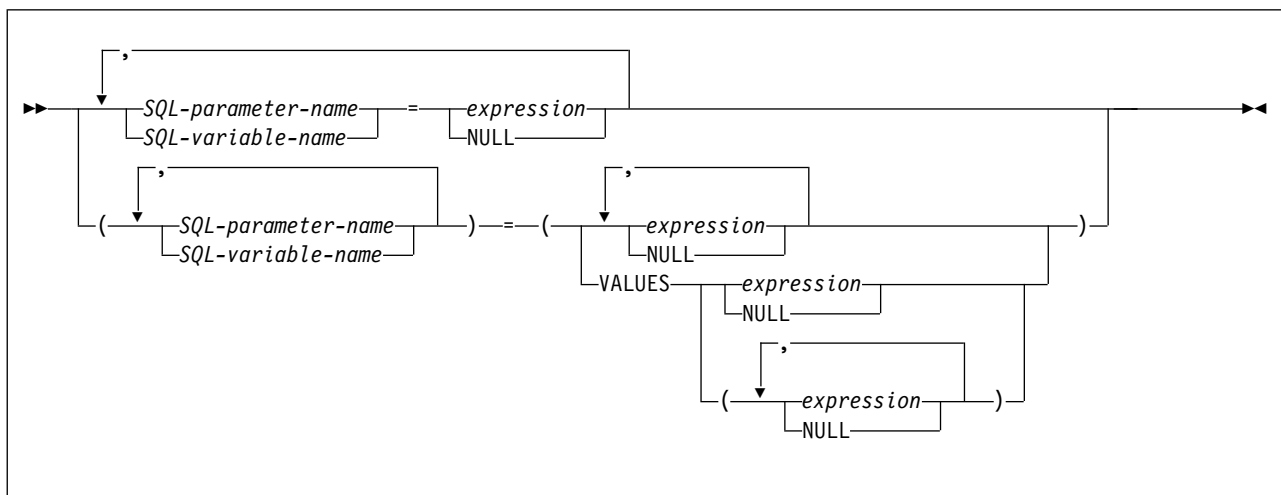 ,
SQL-parameter-name = expression
SQL-variable-name NULL
, ,
( SQL-parameter-name ) = ( expression )
SQL-variable-name NULL
VALUES expression
NULL
,
( expression )
NULL